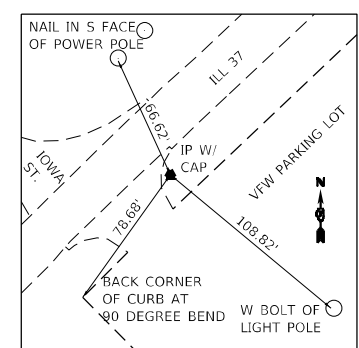 NAIL IN S FACE
OF POWER POLE
ILL 37
66.62'
IP W/
CAP
IOWA
ST.
VFW PARKING LOT
N
78.68'
108.82'
BACK CORNER
OF CURB AT
90 DEGREE BEND
W BOLT OF
LIGHT POLE